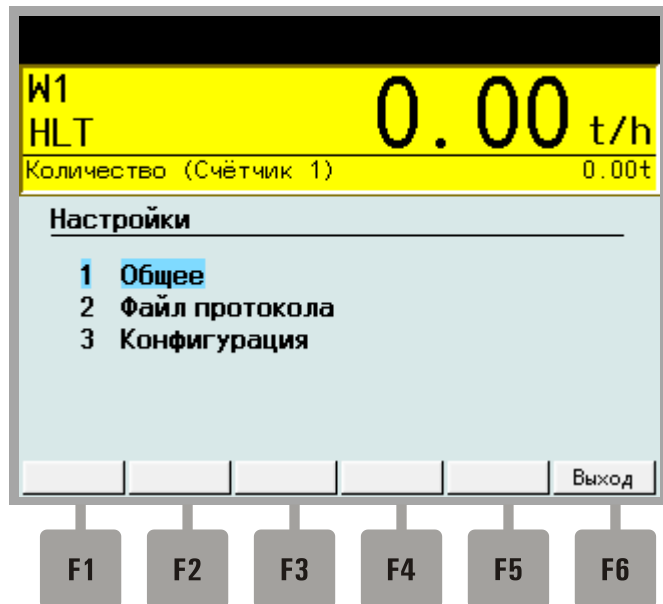 W1
HLT
0.00 t/h
Количество (Счётчик 1) 0.00t
Настройки
1 Общее
2 Файл протокола
3 Конфигурация
Выход
F1 F2 F3 F4 F5 F6